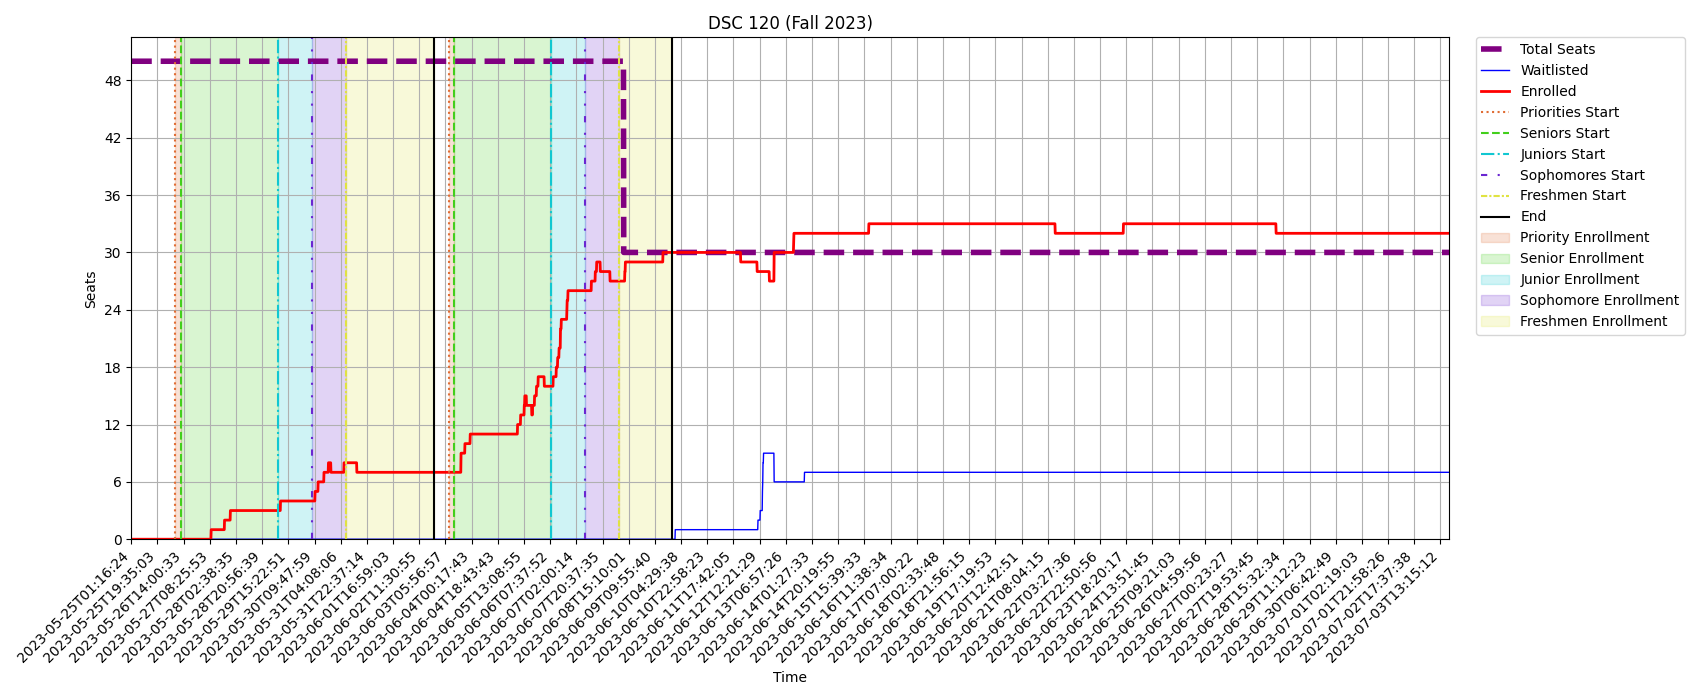 DSC 120 (Fall 2023)
48
42
36
30
24
18
12
6
0
Seats
2023-05-25T01:16:24
2023-05-25T19:35:03
2023-05-26T14:00:33
2023-05-27T08:25:53
2023-05-28T02:38:35
2023-05-28T20:56:39
2023-05-29T15:22:51
2023-05-30T09:47:59
2023-05-31T04:08:06
2023-05-31T22:37:14
2023-06-01T16:59:03
2023-06-02T11:30:55
2023-06-03T05:56:57
2023-06-04T00:17:43
2023-06-04T18:43:43
2023-06-05T13:08:55
2023-06-06T07:37:52
2023-06-07T02:00:14
2023-06-07T20:37:35
2023-06-08T15:10:01
2023-06-09T09:55:40
2023-06-10T04:29:38
2023-06-10T22:58:23
2023-06-11T17:42:05
2023-06-12T12:21:29
2023-06-13T06:57:26
2023-06-14T01:27:33
2023-06-14T20:19:55
2023-06-15T15:39:33
2023-06-16T11:38:34
2023-06-17T07:00:22
2023-06-18T02:33:48
2023-06-18T21:56:15
2023-06-19T17:19:53
2023-06-20T12:42:51
2023-06-21T08:04:15
2023-06-22T03:27:36
2023-06-22T22:50:56
2023-06-23T18:20:17
2023-06-24T13:51:45
2023-06-25T09:21:03
2023-06-26T04:59:56
2023-06-27T00:23:27
2023-06-27T19:53:45
2023-06-28T15:32:34
2023-06-29T11:12:23
2023-06-30T06:42:49
2023-07-01T02:19:03
2023-07-01T21:58:26
2023-07-02T17:37:38
2023-07-03T13:15:12
Time
Total Seats
Waitlisted
Enrolled
Priorities Start
Seniors Start
Juniors Start
Sophomores Start
Freshmen Start
End
Priority Enrollment
Senior Enrollment
Junior Enrollment
Sophomore Enrollment
Freshmen Enrollment